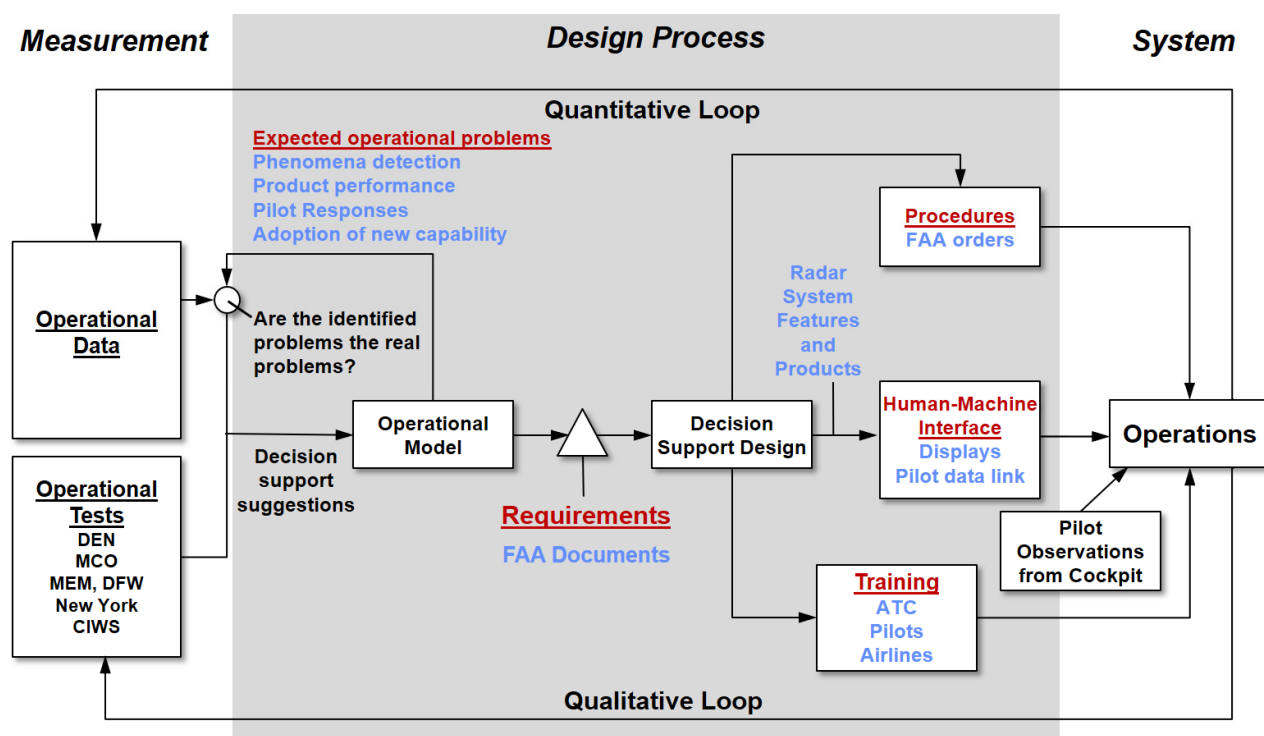 Measurement
Design Process
System
Quantitative Loop
Expected operational problems
Phenomena detection
Product performance
Pilot Responses
Adoption of new capability
Operational
Data
Are the identified
problems the real
problems?
Operational
Tests
DEN
MCO
MEM, DFW
New York
CIWS
Decision
support
suggestions
Operational
Model
Requirements
FAA Documents
Decision
Support Design
Radar
System
Features
and
Products
Procedures
FAA orders
Human-Machine
Interface
Displays
Pilot data link
Training
ATC
Pilots
Airlines
Operations
Pilot
Observations
from Cockpit
Qualitative Loop